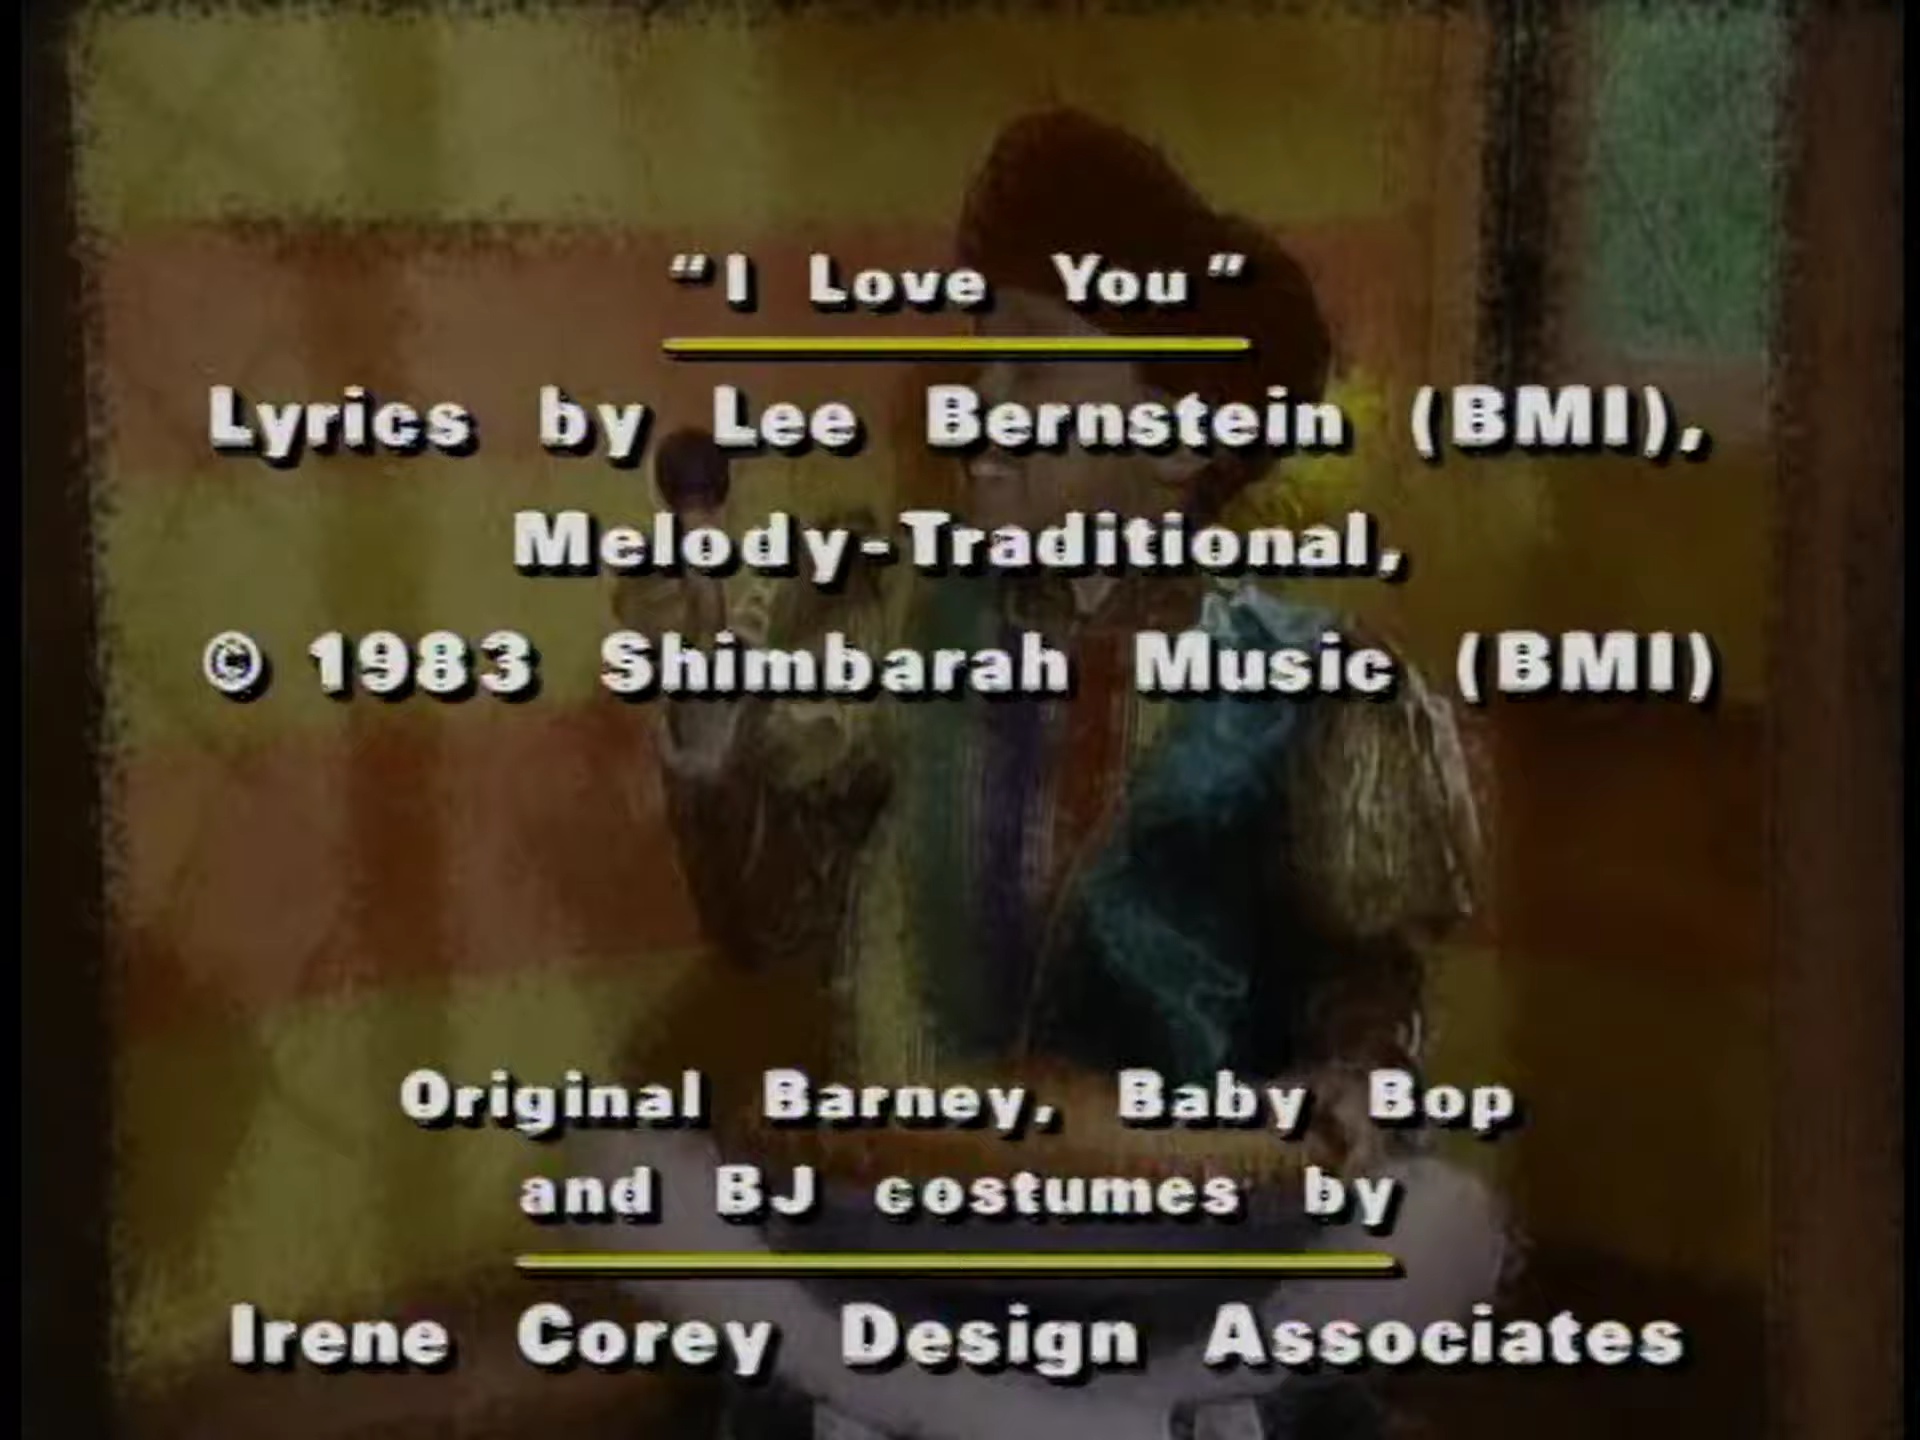 “I Love You”
Lyrics by Lee Bernstein (BMI),
Melody-Traditional,
© 1983 Shimbarah Music (BMI)
Original Barney, Baby Bop
and BJ costumes by
Irene Corey Design Associates